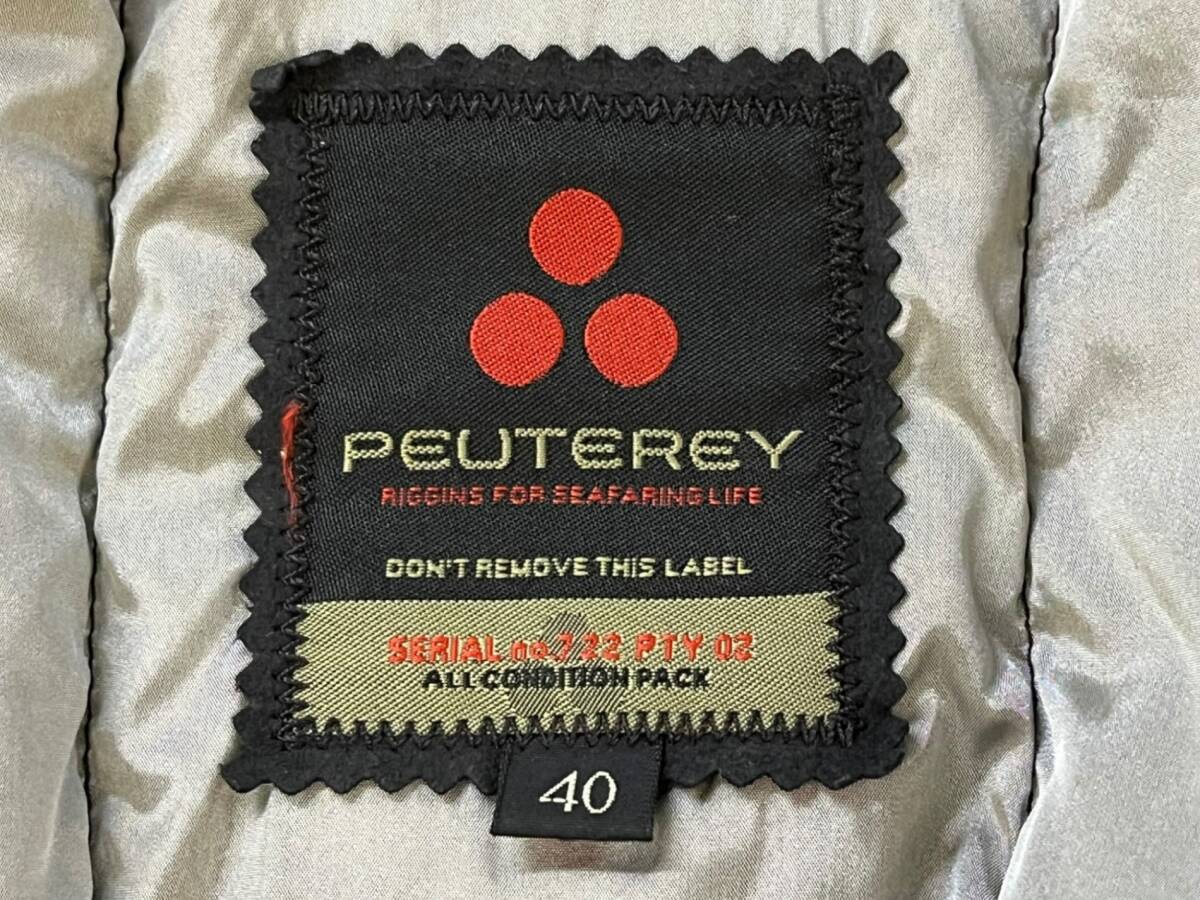 PEUTEREY
RIGGINS FOR SEAFARING LIFE
DON'T REMOVE THIS LABEL
SERIAL no.722 PTY 02
ALL CONDITION PACK
40